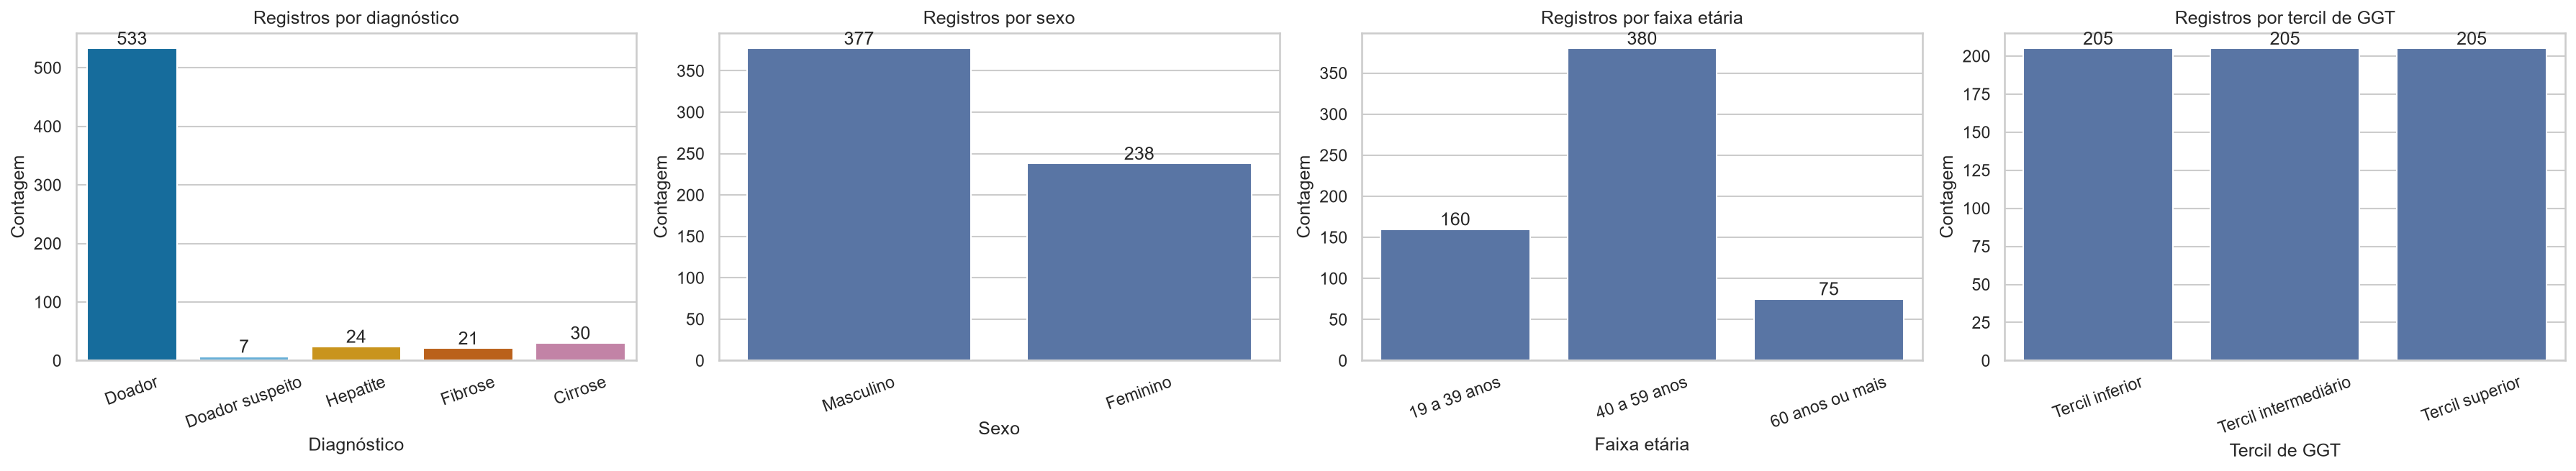 Registros por diagnóstico
Contagem
500
400
300
200
100
0
533
7
24
21
30
Doador
Doador suspeito
Hepatite
Fibrose
Cirrose
Diagnóstico
Registros por sexo
Contagem
350
300
250
200
150
100
50
0
377
238
Masculino
Feminino
Sexo
Registros por faixa etária
Contagem
350
300
250
200
150
100
50
0
160
380
75
19 a 39 anos
40 a 59 anos
60 anos ou mais
Faixa etária
Registros por tercil de GGT
Contagem
200
175
150
125
100
75
50
25
0
205
205
205
Tercil inferior
Tercil intermediário
Tercil superior
Tercil de GGT